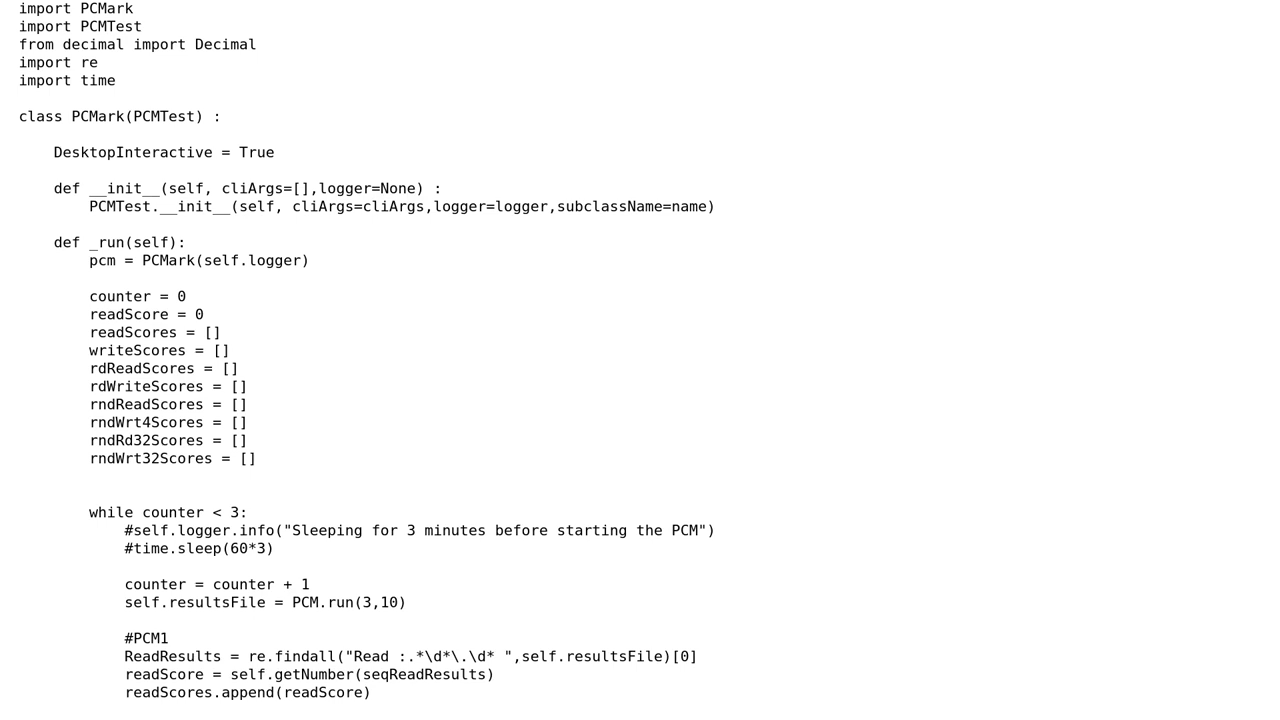 import PCMark
import PCMTest
from decimal import Decimal
import re
import time

class PCMark(PCMTest) :

    DesktopInteractive = True

    def __init__(self, cliArgs=[],logger=None) :
        PCMTest.__init__(self, cliArgs=cliArgs,logger=logger,subclassName=name)

    def _run(self):
        pcm = PCMark(self.logger)

        counter = 0
        readScore = 0
        readScores = []
        writeScores = []
        rdReadScores = []
        rdWriteScores = []
        rndReadScores = []
        rndWrt4Scores = []
        rndRd32Scores = []
        rndWrt32Scores = []


        while counter < 3:
            #self.logger.info("Sleeping for 3 minutes before starting the PCM")
            #time.sleep(60*3)

            counter = counter + 1
            self.resultsFile = PCM.run(3,10)

            #PCM1
            ReadResults = re.findall("Read :.*\d*\.\d* ",self.resultsFile)[0]
            readScore = self.getNumber(seqReadResults)
            readScores.append(readScore)